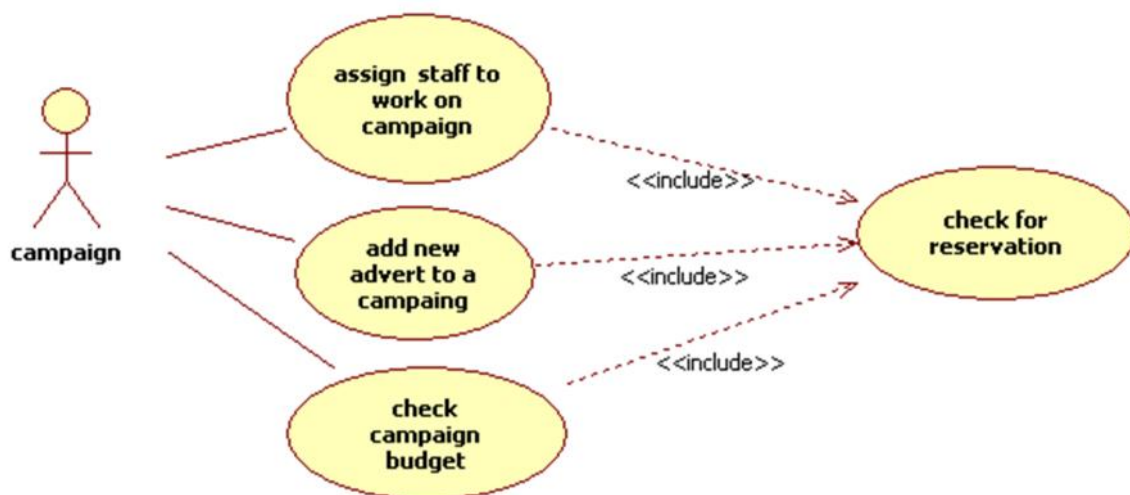 assign staff to
work on
campaign
campaign
<<include>>
add new
advert to a
campaing
<<include>>
check for
reservation
check
campaign
budget
<<include>>